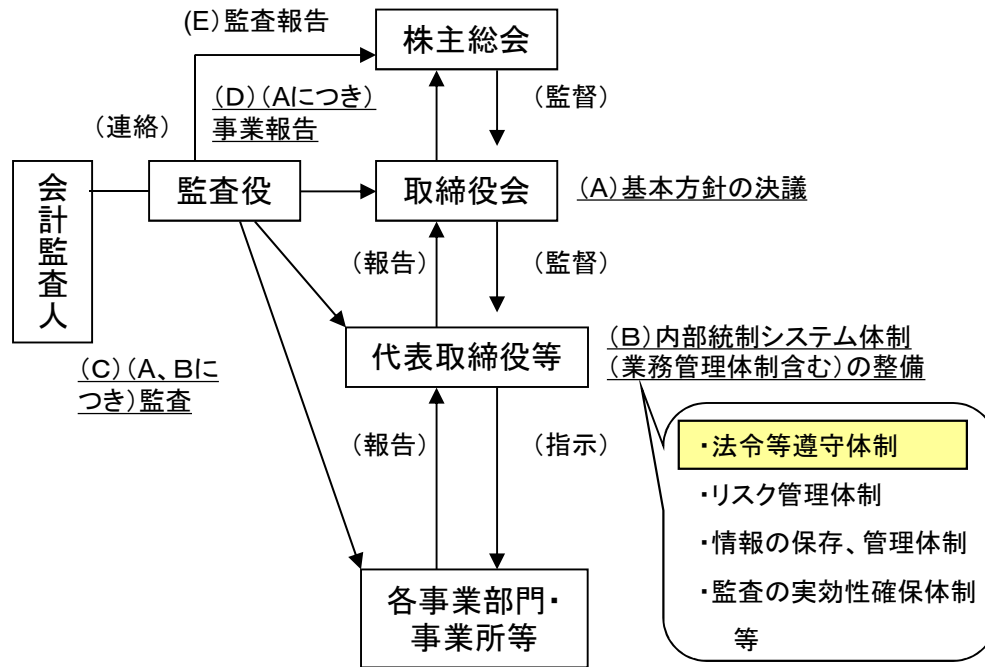 (E)監査報告
株主総会
(D)(Aにつき)
事業報告
(監督)
(連絡)
会計監査人
監査役
取締役会
(A)基本方針の決議
(報告)
(監督)
代表取締役等
(B)内部統制システム体制
(業務管理体制含む)の整備
(C)(A、Bに
つき)監査
(報告)
(指示)
・法令等遵守体制
・リスク管理体制
・情報の保存、管理体制
・監査の実効性確保体制
等
各事業部門・
事業所等